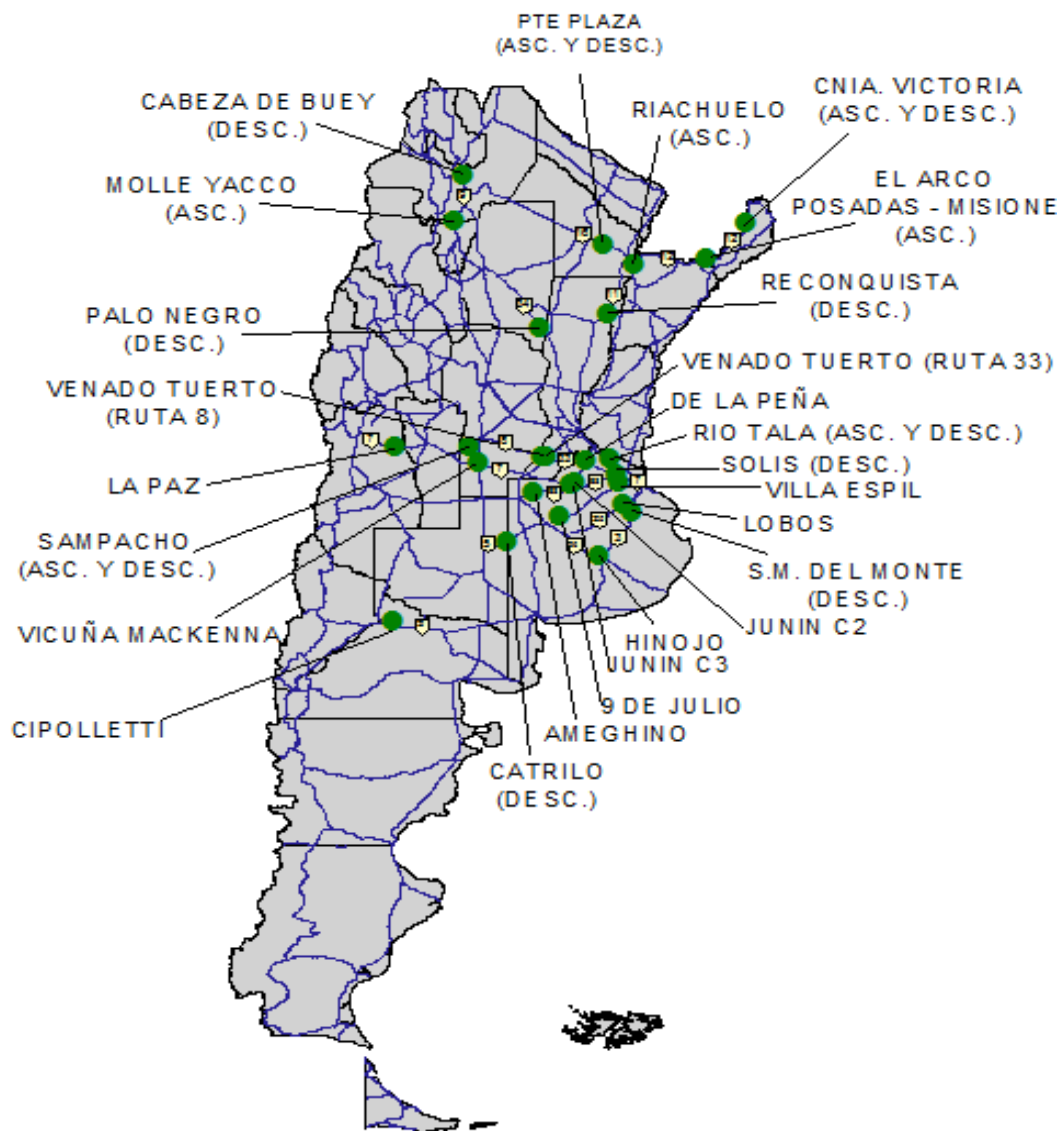 PTE PLAZA
(ASC. Y DESC.)
CABEZA DE BUEY
(DESC.)
RIACHUELO
(ASC.)
CNIA. VICTORIA
(ASC. Y DESC.)
MOLLE YACCO
(ASC.)
EL ARCO
POSADAS - MISIONE
(ASC.)
RECONQUISTA
(DESC.)
PALO NEGRO
(DESC.)
VENADO TUERTO
(RUTA 8)
VENADO TUERTO (RUTA 33)
DE LA PEÑA
RIO TALA (ASC. Y DESC.)
SOLIS (DESC.)
VILLA ESPIL
LOBOS
LA PAZ
SAMPACHO
(ASC. Y DESC.)
S.M. DEL MONTE
(DESC.)
VICUÑA MACKENNA
HINOJO
JUNIN C2
JUNIN C3
9 DE JULIO
AMEGHINO
CIPOLLETTI
CATRILO
(DESC.)